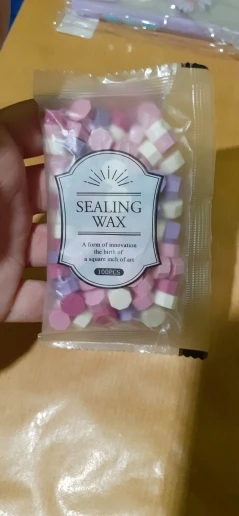 SEALING
WAX
A form of innovation
the birth of
a square inch of art
100PCS